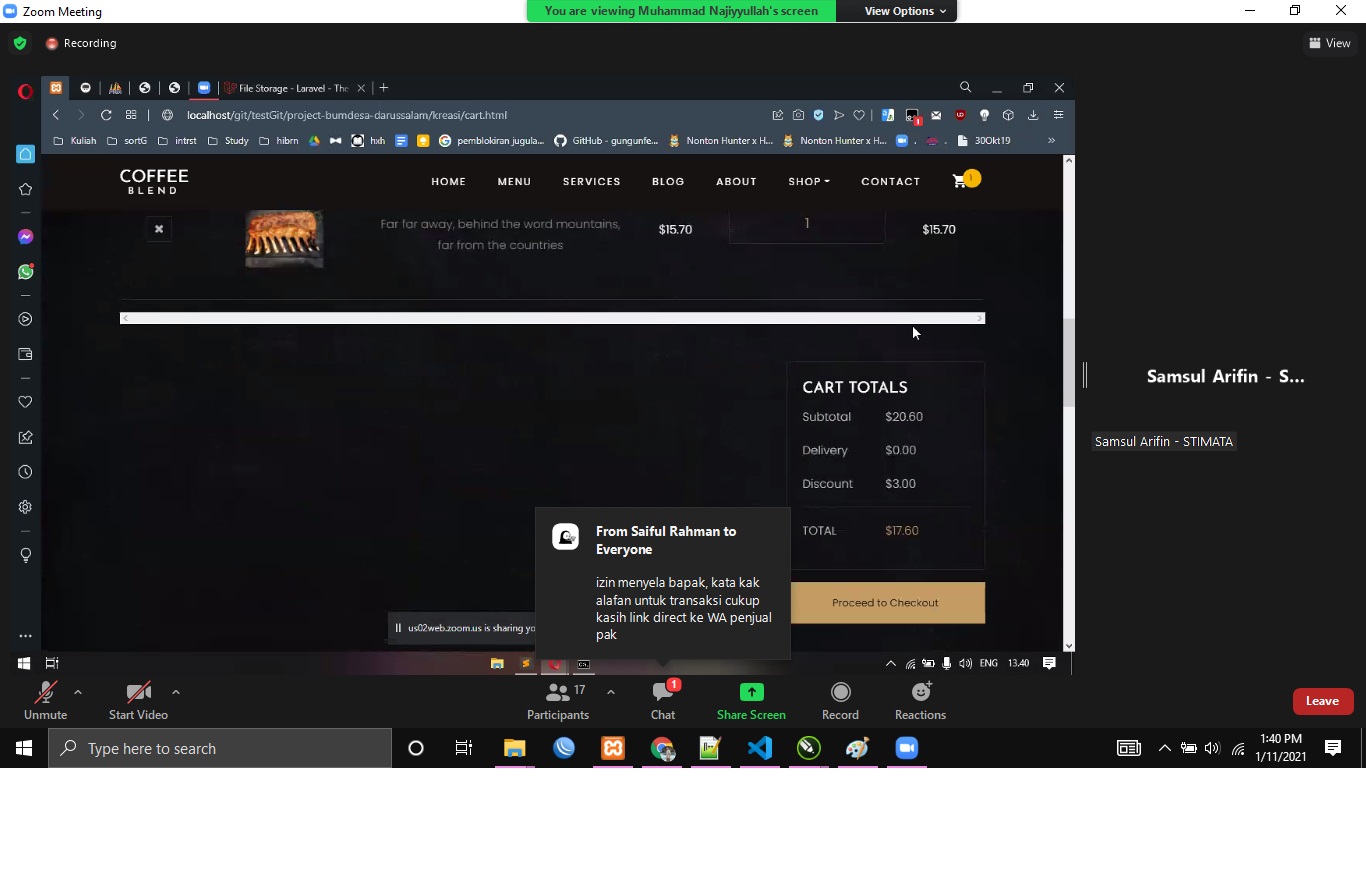 Zoom Meeting
You are viewing Muhammad Najiyyullah's screen
View Options
Recording
View
File Storage - Laravel - The
localhost/git/testGit/project-bumdesa-darussalam/kreasi/cart.html
1
Kuliah
sortG
intrst
Study
hibrn
hxh
pemblokiran jugula...
GitHub - gungunfe...
Nonton Hunter x H...
Nonton Hunter x H...
30Okt19
COFFEE
BLEND
HOME
MENU
SERVICES
BLOG
ABOUT
SHOP
CONTACT
1
Far far away, behind the word mountains,
far from the countries
$15.70
1
$15.70
CART TOTALS
Subtotal $20.60
Delivery $0.00
Discount $3.00
TOTAL $17.60
Proceed to Checkout
From Saiful Rahman to
Everyone
izin menyela bapak, kata kak
alafan untuk transaksi cukup
kasih link direct ke WA penjual
pak
us02web.zoom.us is sharing yo
ENG
13.40
Samsul Arifin - S...
Samsul Arifin - STIMATA
Unmute
Start Video
17
Participants
1
Chat
Share Screen
Record
Reactions
Leave
Type here to search
1:40 PM
1/11/2021